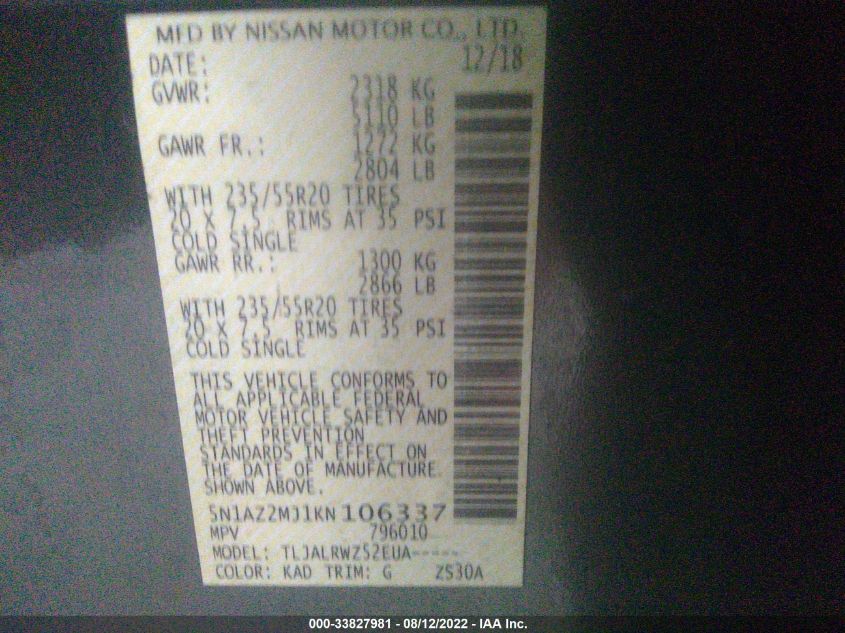 MFD BY NISSAN MOTOR CO., LTD.
DATE: 12/18
GVWR: 2318 KG
5110 LB
GAWR FR.: 1272 KG
2804 LB
WITH 235/55R20 TIRES
20 X 7.5 RIMS AT 35 PSI
COLD SINGLE
GAWR RR.: 1300 KG
2866 LB
WITH 235/55R20 TIRES
20 X 7.5 RIMS AT 35 PSI
COLD SINGLE
THIS VEHICLE CONFORMS TO
ALL APPLICABLE FEDERAL
MOTOR VEHICLE SAFETY AND
THEFT PREVENTION
STANDARDS IN EFFECT ON
THE DATE OF MANUFACTURE
SHOWN ABOVE.
5N1AZ2MJ1KN106337
MPV 796010
MODEL: TLJALRWZ52EUA-----
COLOR: KAD TRIM: G ZS30A
000-33827981 - 08/12/2022 - IAA Inc.